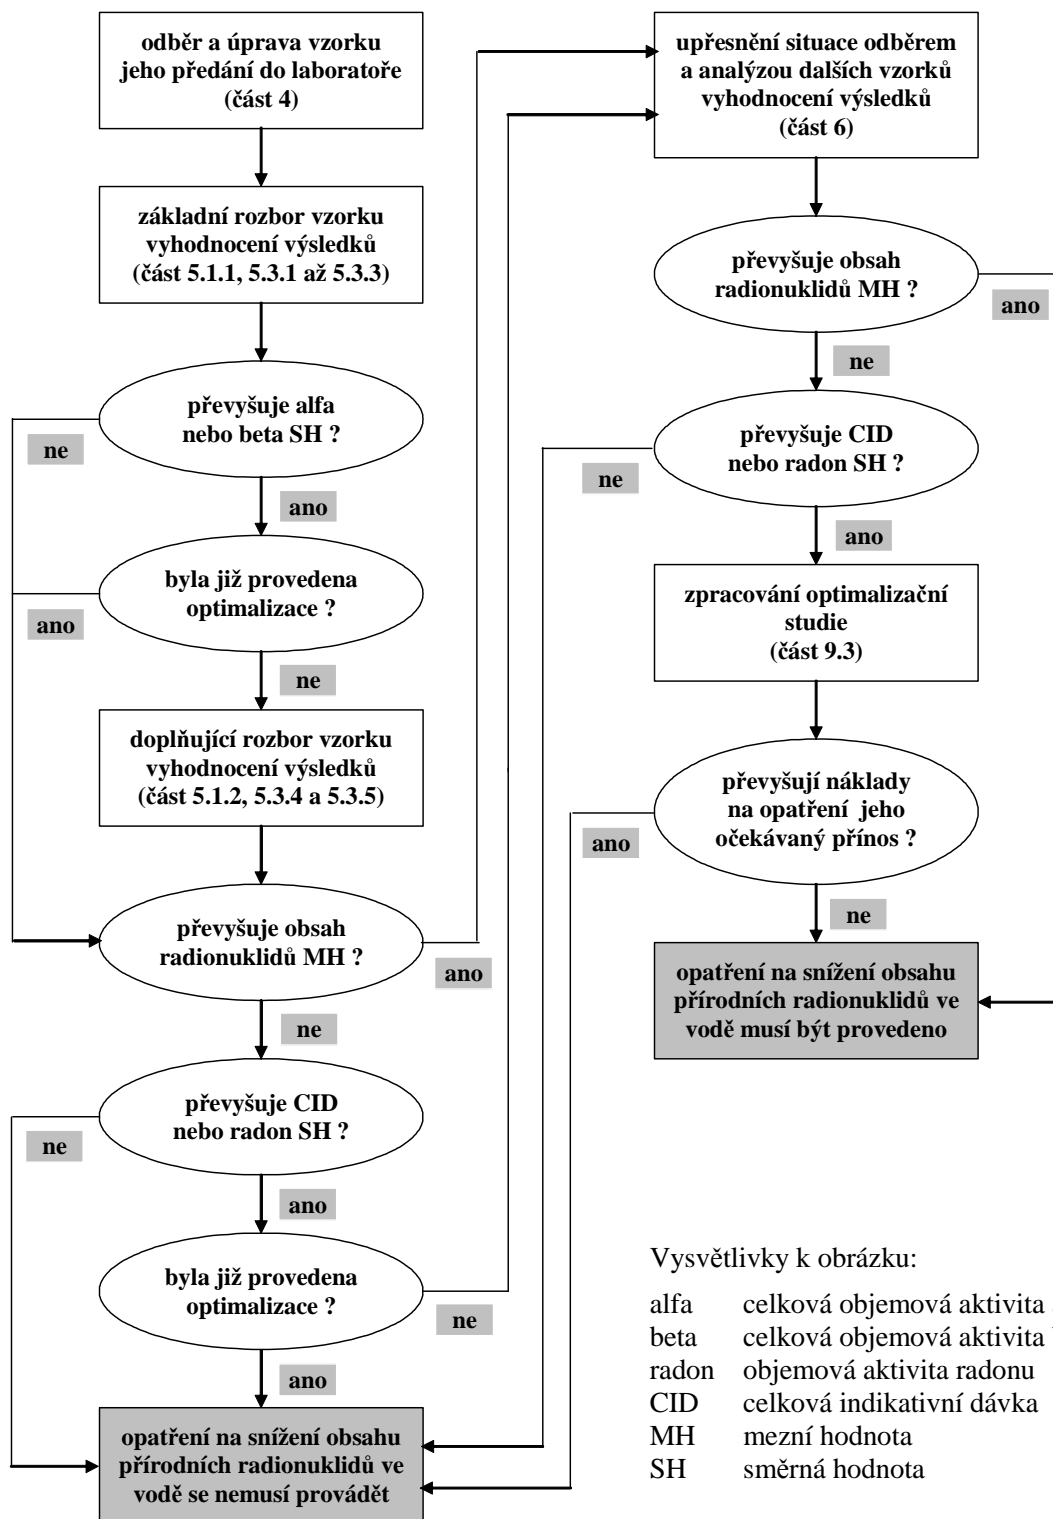 odběr a úprava vzorku
jeho předání do laboratoře
(část 4)
základní rozbor vzorku
vyhodnocení výsledků
(část 5.1.1, 5.3.1 až 5.3.3)
převyšuje alfa
nebo beta SH ?
ne
ano
byla již provedena
optimalizace ?
ano
ne
doplňující rozbor vzorku
vyhodnocení výsledků
(část 5.1.2, 5.3.4 a 5.3.5)
převyšuje obsah
radionuklidů MH ?
ano
ne
převyšuje CID
nebo radon SH ?
ne
ano
byla již provedena
optimalizace ?
ne
ano
opatření na snížení obsahu
přírodních radionuklidů ve
vodě se nemusí provádět
upřesnění situace odběrem
a analýzou dalších vzorků
vyhodnocení výsledků
(část 6)
převyšuje obsah
radionuklidů MH ?
ano
ne
převyšuje CID
nebo radon SH ?
ne
ano
zpracování optimalizační
studie
(část 9.3)
převyšují náklady
na opatření jeho
očekávaný přínos ?
ano
ne
opatření na snížení obsahu
přírodních radionuklidů ve
vodě musí být provedeno
Vysvětlivky k obrázku:
alfa celková objemová aktivita
beta celková objemová aktivita
radon objemová aktivita radonu
CID celková indikativní dávka
MH mezní hodnota
SH směrná hodnota